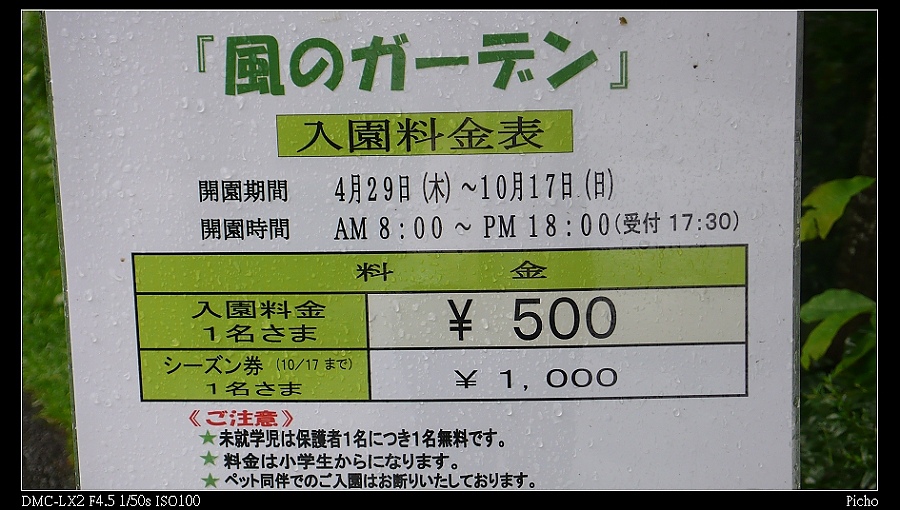 『風のガーデン』
入園料金表
開園期間 4月29日(木)～10月17日(日)
開園時間 AM 8:00～PM 18:00(受付 17:30)
料 金
入園料金
1名さま
¥ 500
シーズン券 (10/17 まで)
1名さま
¥ 1,000
《ご注意》
★未就学児は保護者1名につき1名無料です。
★料金は小学生からになります。
★ペット同伴でのご入園はお断りいたしております。
DMC-LX2 F4.5 1/50s ISO100
Picho